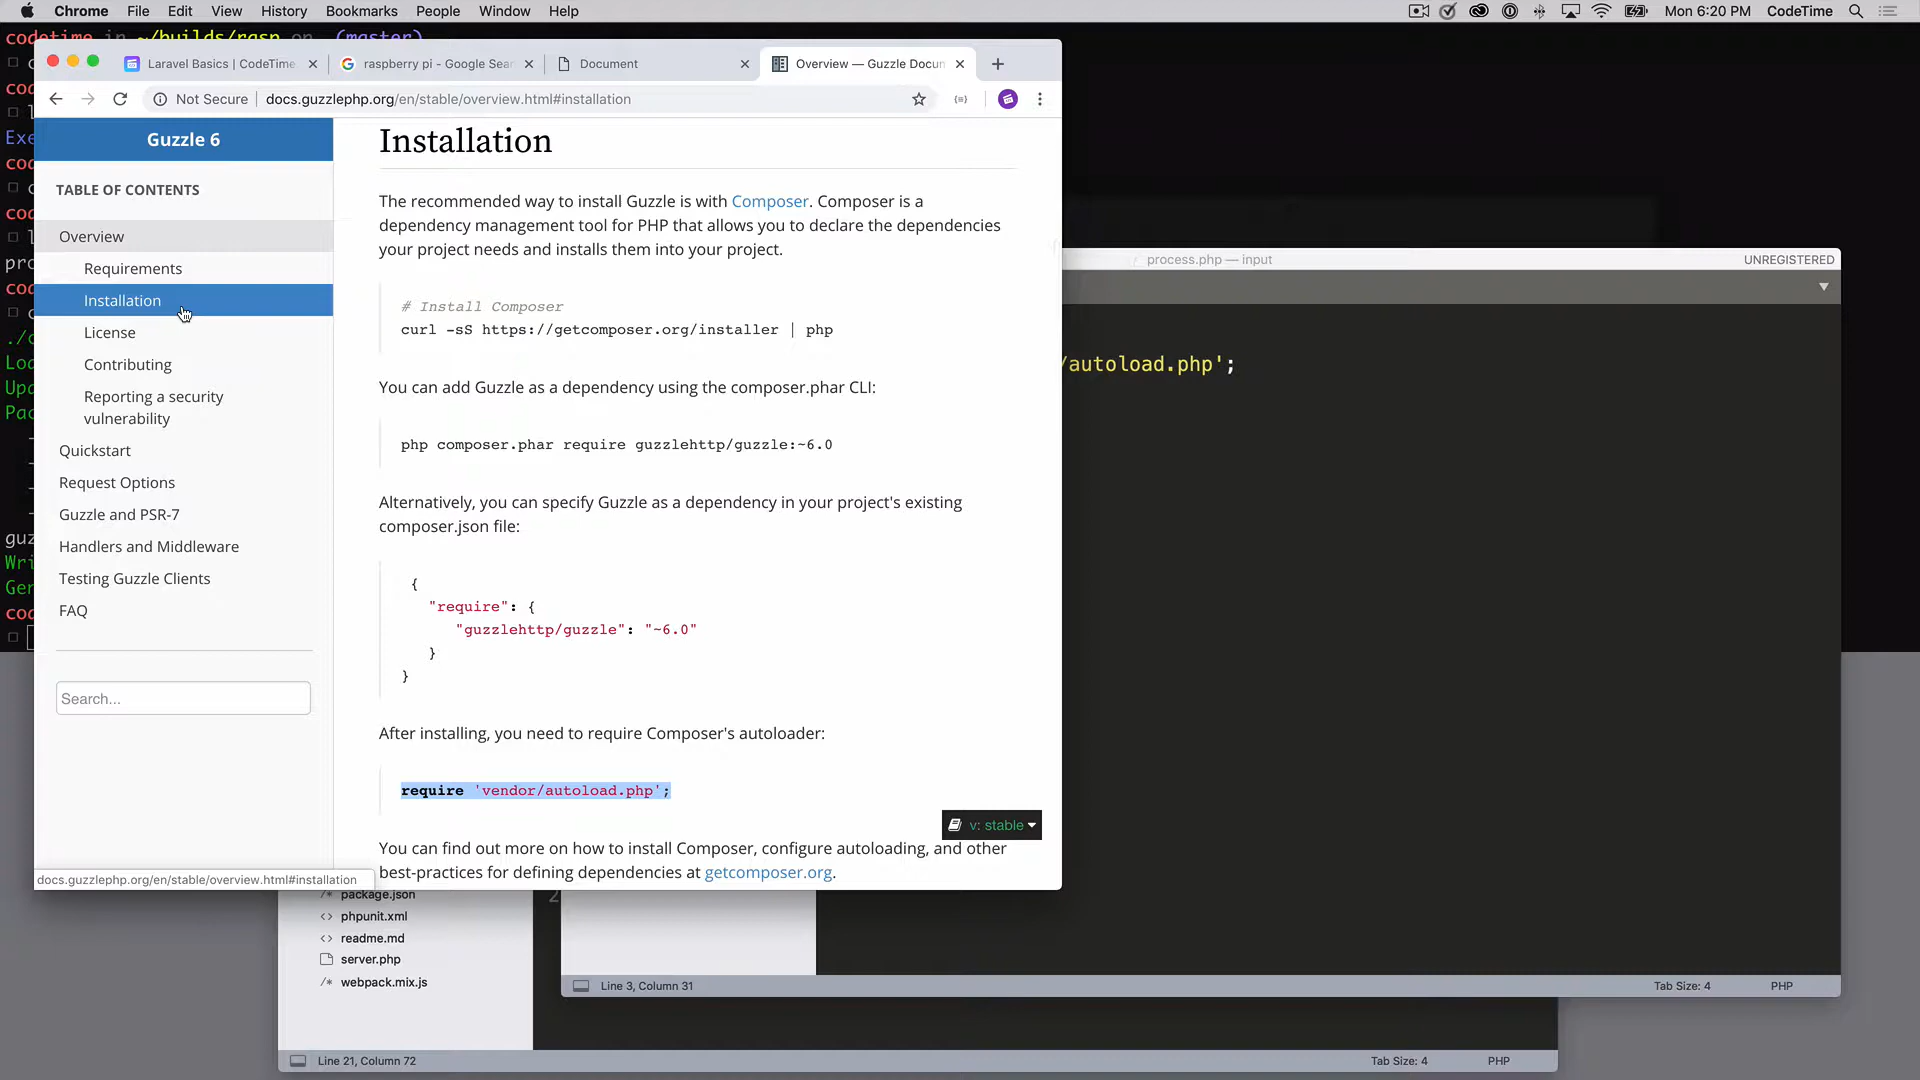 Chrome File Edit View History Bookmarks People Window Help
Mon 6:20 PM CodeTime
codetime in ~/builds/rasp on (master)
Laravel Basics | CodeTime.
raspberry pi - Google Sear
Document
Overview — Guzzle Docum
Not Secure docs.guzzlephp.org/en/stable/overview.html#installation
Guzzle 6
TABLE OF CONTENTS
Overview
Requirements
Installation
License
Contributing
Reporting a security
vulnerability
Quickstart
Request Options
Guzzle and PSR-7
Handlers and Middleware
Testing Guzzle Clients
FAQ
Search...
docs.guzzlephp.org/en/stable/overview.html#installation
Installation
The recommended way to install Guzzle is with Composer. Composer is a
dependency management tool for PHP that allows you to declare the dependencies
your project needs and installs them into your project.
# Install Composer
curl -sS https://getcomposer.org/installer | php
You can add Guzzle as a dependency using the composer.phar CLI:
php composer.phar require guzzlehttp/guzzle:~6.0
Alternatively, you can specify Guzzle as a dependency in your project's existing
composer.json file:
{
"require": {
"guzzlehttp/guzzle": "~6.0"
}
}
After installing, you need to require Composer's autoloader:
require 'vendor/autoload.php';
v: stable
You can find out more on how to install Composer, configure autoloading, and other
best-practices for defining dependencies at getcomposer.org.
process.php — input
UNREGISTERED
/autoload.php';
Line 3, Column 31
Tab Size: 4
PHP
package.json
phpunit.xml
readme.md
server.php
webpack.mix.js
2
Line 21, Column 72
Tab Size: 4
PHP